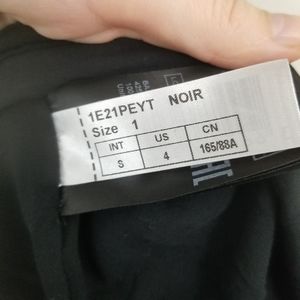 1E21PEYT NOIR
Size 1
INT US CN
S 4 165/88A